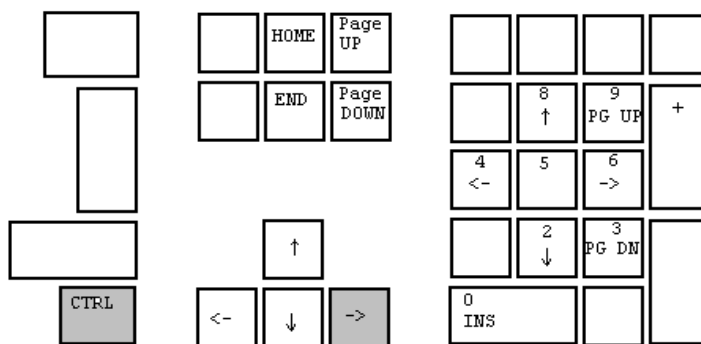 HOME
Page
UP
END
Page
DOWN
8
↑
9
PG UP
+
4
<-
5
6
->
2
↓
3
PG DN
↑
CTRL
<-
↓
->
0
INS